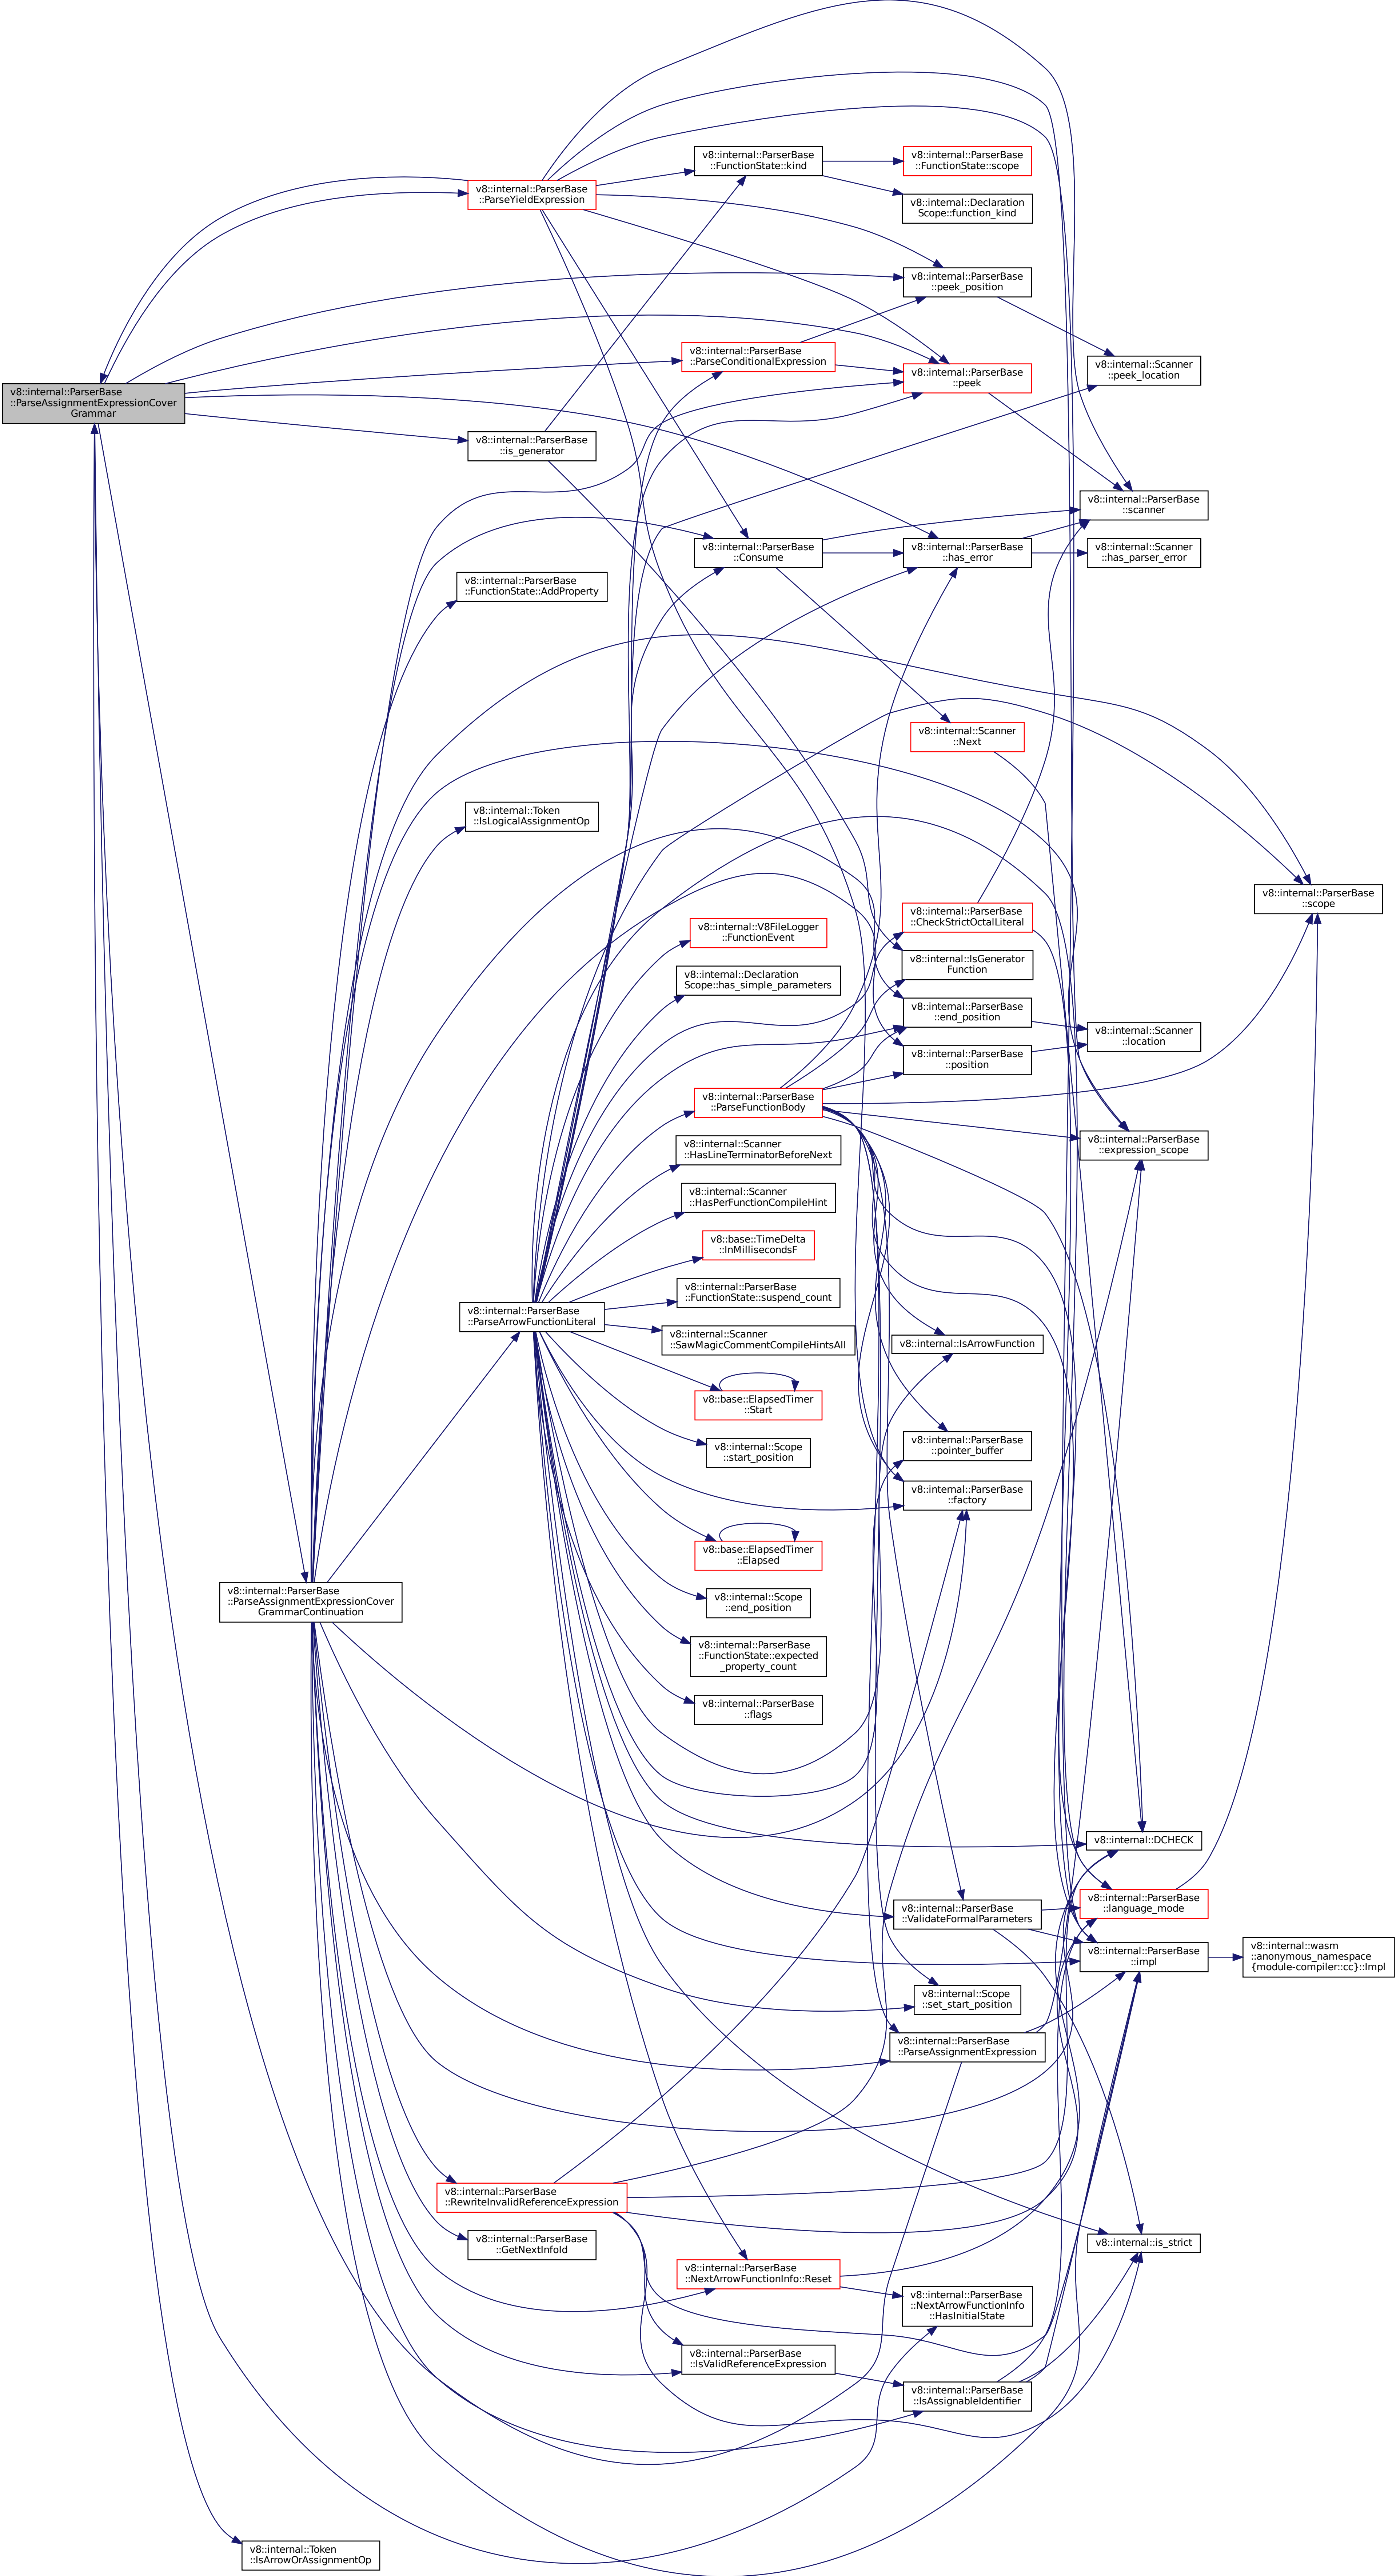 v8::internal::ParserBase
::ParseAssignmentExpressionCover
Grammar
v8::internal::ParserBase
::ParseYieldExpression
v8::internal::ParserBase
::is_generator
v8::internal::ParserBase
::FunctionState::AddProperty
v8::internal::Token
::IsLogicalAssignmentOp
v8::internal::ParserBase
::ParseArrowFunctionLiteral
v8::internal::ParserBase
::ParseAssignmentExpressionCover
GrammarContinuation
v8::internal::ParserBase
::RewriteInvalidReferenceExpression
v8::internal::ParserBase
::GetNextInfoId
v8::internal::Token
::IsArrowOrAssignmentOp
v8::internal::ParserBase
::FunctionState::kind
v8::internal::ParserBase
::ParseConditionalExpression
v8::internal::ParserBase
::Consume
v8::internal::V8FileLogger
::FunctionEvent
v8::internal::Declaration
Scope::has_simple_parameters
v8::internal::ParserBase
::ParseFunctionBody
v8::internal::Scanner
::HasLineTerminatorBeforeNext
v8::internal::Scanner
::HasPerFunctionCompileHint
v8::base::TimeDelta
::InMillisecondsF
v8::internal::ParserBase
::FunctionState::suspend_count
v8::internal::Scanner
::SawMagicCommentCompileHintsAll
v8::base::ElapsedTimer
::Start
v8::internal::Scope
::start_position
v8::base::ElapsedTimer
::Elapsed
v8::internal::Scope
::end_position
v8::internal::ParserBase
::FunctionState::expected
_property_count
v8::internal::ParserBase
::flags
v8::internal::ParserBase
::NextArrowFunctionInfo::Reset
v8::internal::ParserBase
::IsValidReferenceExpression
v8::internal::ParserBase
::FunctionState::scope
v8::internal::Declaration
Scope::function_kind
v8::internal::ParserBase
::peek_position
v8::internal::ParserBase
::peek
v8::internal::ParserBase
::has_error
v8::internal::Scanner
::Next
v8::internal::ParserBase
::CheckStrictOctalLiteral
v8::internal::IsGenerator
Function
v8::internal::ParserBase
::end_position
v8::internal::ParserBase
::position
v8::internal::IsArrowFunction
v8::internal::ParserBase
::pointer_buffer
v8::internal::ParserBase
::factory
v8::internal::ParserBase
::ValidateFormalParameters
v8::internal::Scope
::set_start_position
v8::internal::ParserBase
::ParseAssignmentExpression
v8::internal::ParserBase
::NextArrowFunctionInfo
::HasInitialState
v8::internal::ParserBase
::IsAssignableIdentifier
v8::internal::Scanner
::peek_location
v8::internal::ParserBase
::scanner
v8::internal::Scanner
::has_parser_error
v8::internal::Scanner
::location
v8::internal::ParserBase
::expression_scope
v8::internal::DCHECK
v8::internal::ParserBase
::language_mode
v8::internal::ParserBase
::impl
v8::internal::is_strict
v8::internal::ParserBase
::scope
v8::internal::wasm
::anonymous_namespace
{module-compiler::cc}::Impl